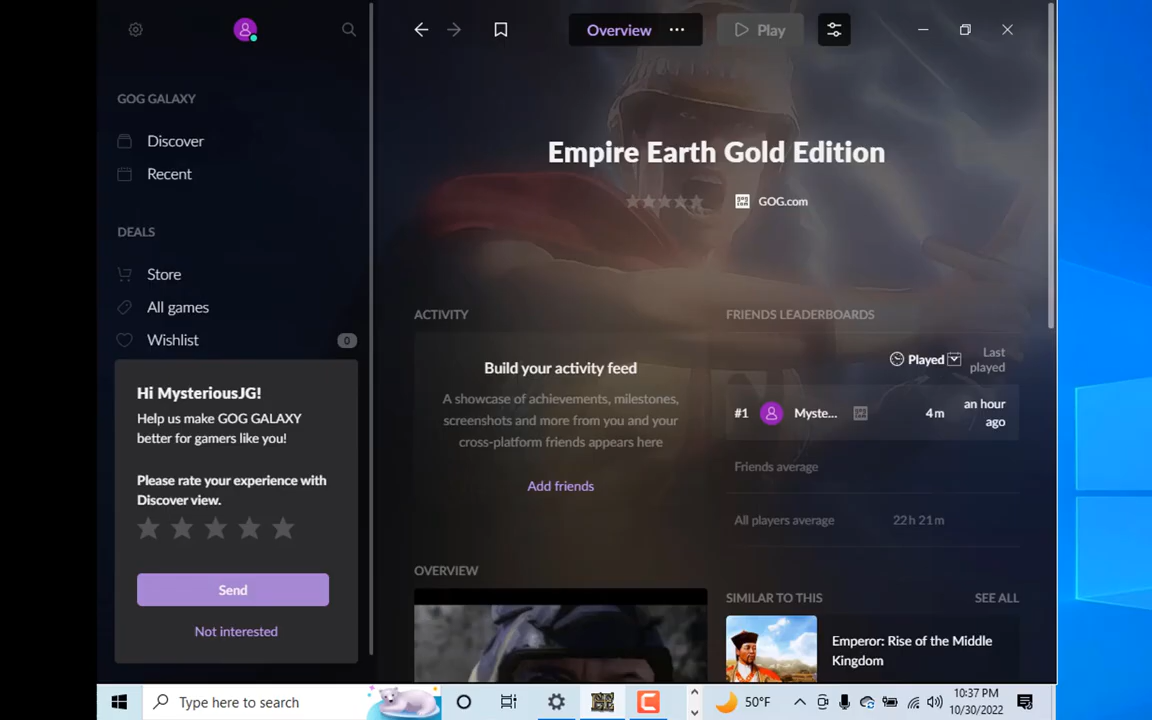 Overview
Play
GOG GALAXY
Discover
Recent
DEALS
Store
All games
Wishlist
0
Hi MysteriousJG!
Help us make GOG GALAXY
better for gamers like you!
Please rate your experience with
Discover view.
Send
Not interested
Empire Earth Gold Edition
GOG.com
ACTIVITY
Build your activity feed
A showcase of achievements, milestones,
screenshots and more from you and your
cross-platform friends appears here
Add friends
FRIENDS LEADERBOARDS
Played
Last
played
#1 Myste... 4 m an hour
ago
Friends average
All players average 22 h 21 m
OVERVIEW
SIMILAR TO THIS SEE ALL
Emperor: Rise of the Middle
Kingdom
Type here to search
50°F
10:37 PM
10/30/2022